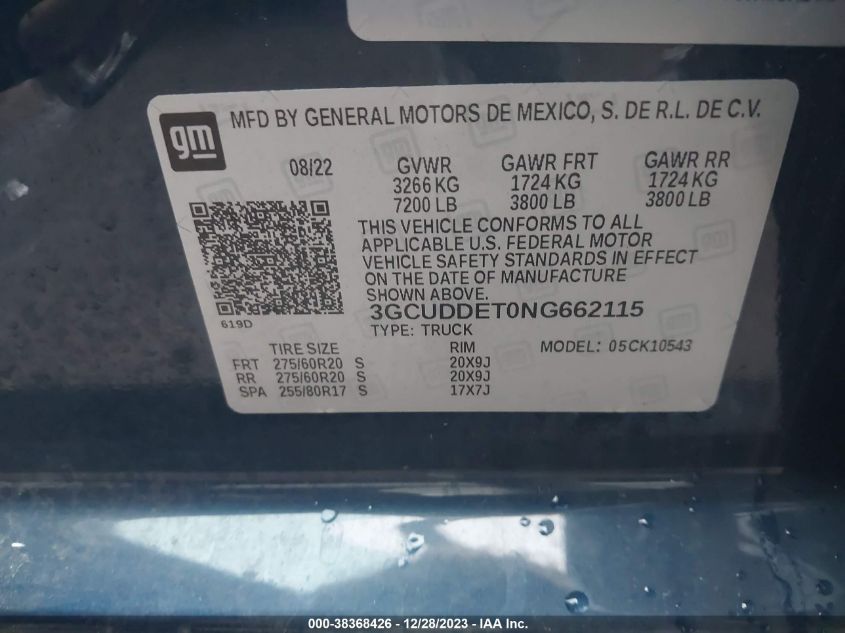 MFD BY GENERAL MOTORS DE MEXICO, S. DE R.L. DE C.V.
gm
08/22 GVWR GAWR FRT GAWR RR
3266 KG 1724 KG 1724 KG
7200 LB 3800 LB 3800 LB
THIS VEHICLE CONFORMS TO ALL
APPLICABLE U.S. FEDERAL MOTOR
VEHICLE SAFETY STANDARDS IN EFFECT
ON THE DATE OF MANUFACTURE
SHOWN ABOVE.
3GCUDDET0NG662115
619D
TYPE: TRUCK
TIRE SIZE RIM MODEL: 05CK10543
FRT 275/60R20 S 20X9J
RR 275/60R20 S 20X9J
SPA 255/80R17 S 17X7J
000-38368426 - 12/28/2023 - IAA Inc.